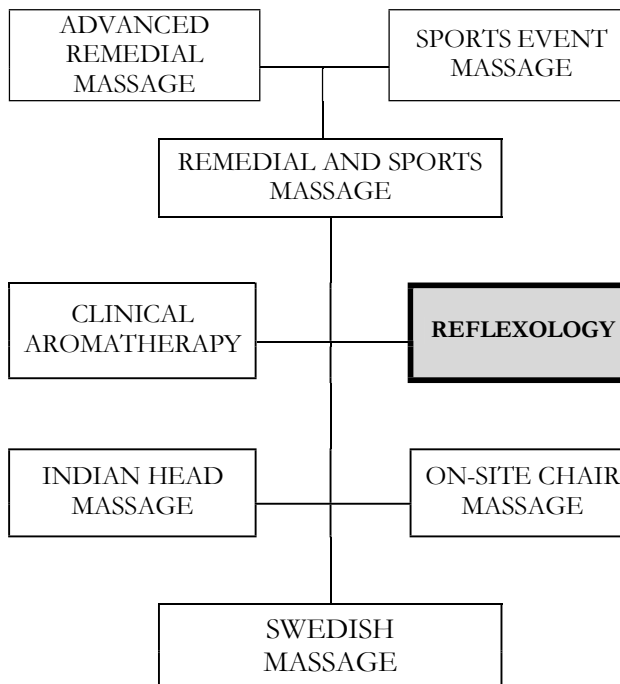 ADVANCED
REMEDIAL
MASSAGE
SPORTS EVENT
MASSAGE
REMEDIAL AND SPORTS
MASSAGE
CLINICAL
AROMATHERAPY
REFLEXOLOGY
INDIAN HEAD
MASSAGE
ON-SITE CHAIR
MASSAGE
SWEDISH
MASSAGE